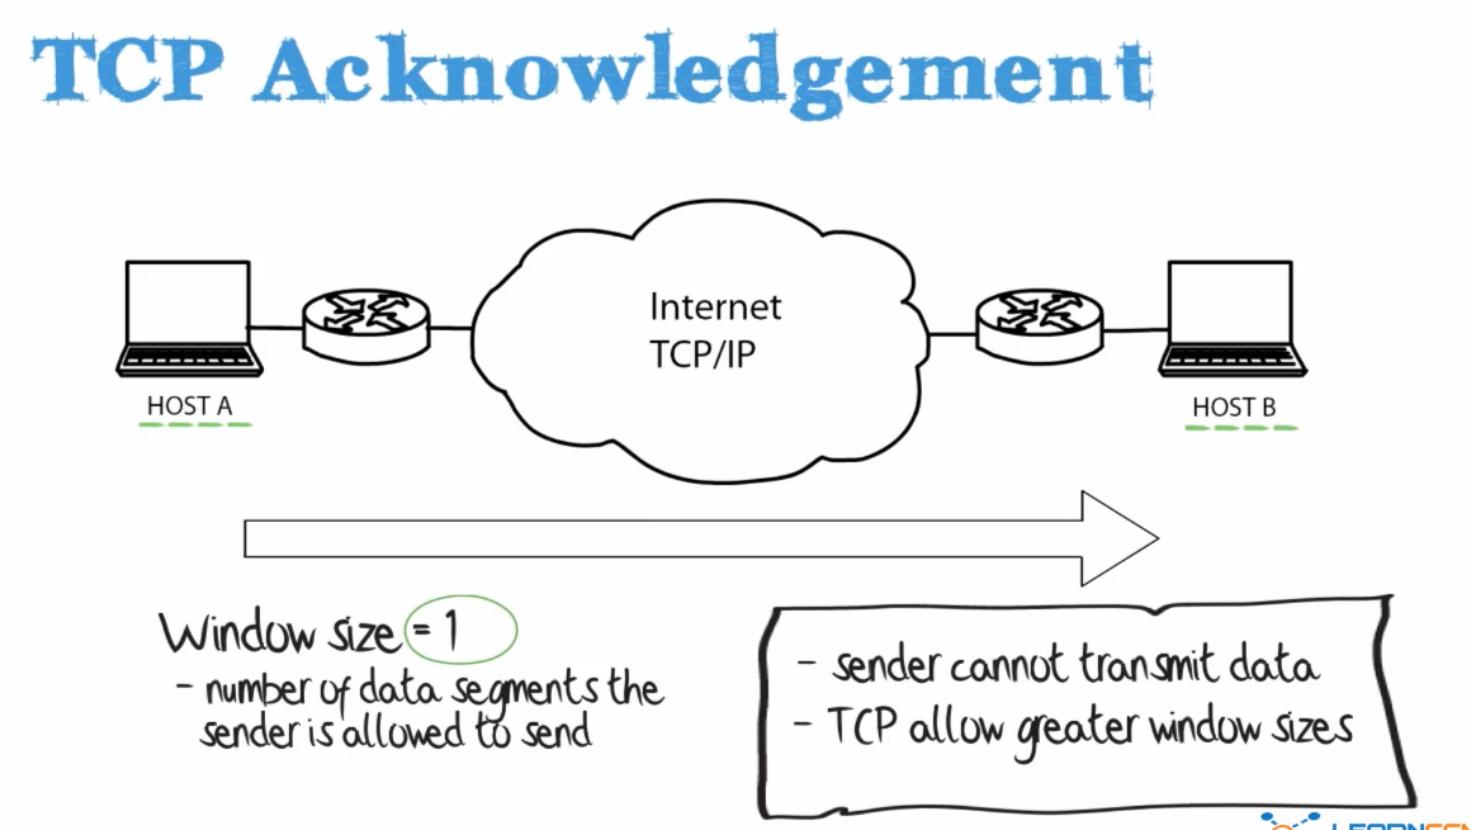 TCP Acknowledgement
Internet
TCP/IP
HOST A
HOST B
Window size = 1
- number of data segments the
sender is allowed to send
- sender cannot transmit data
- TCP allow greater window sizes